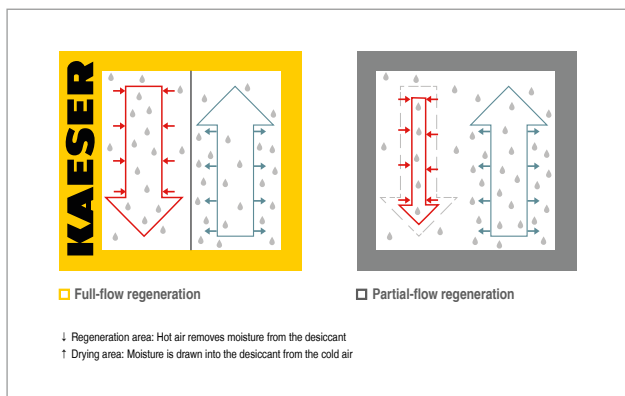 KAESER
Full-flow regeneration
Partial-flow regeneration
↓ Regeneration area: Hot air removes moisture from the desiccant
↑ Drying area: Moisture is drawn into the desiccant from the cold air